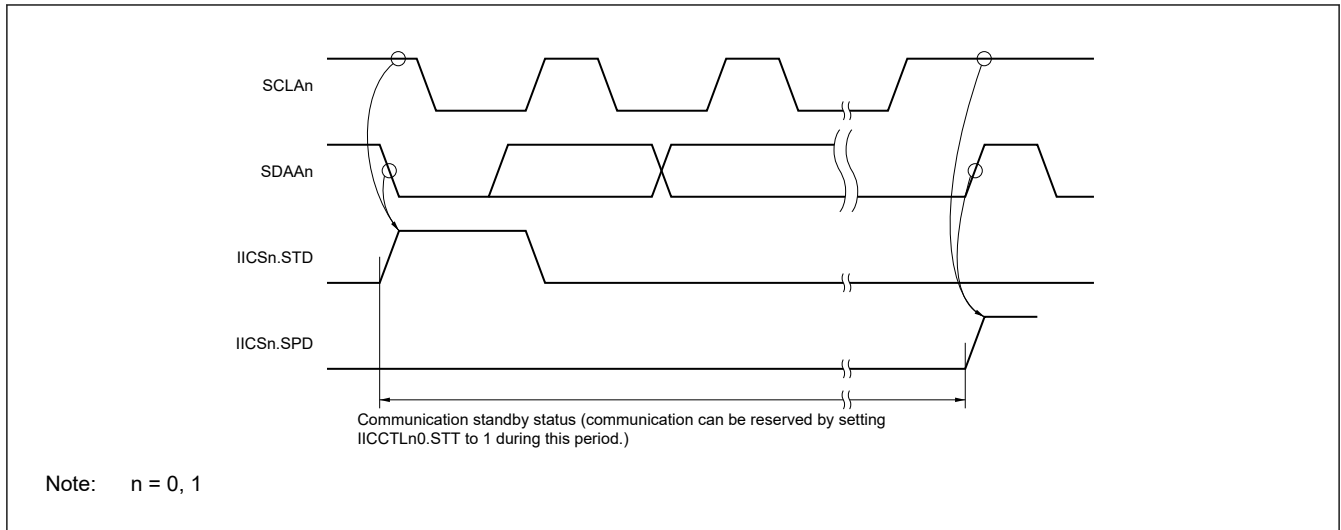 SCLAn
SDAAn
IICSn.STD
IICSn.SPD
Communication standby status (communication can be reserved by setting
IICCTLn0.STT to 1 during this period.)
Note: n = 0, 1